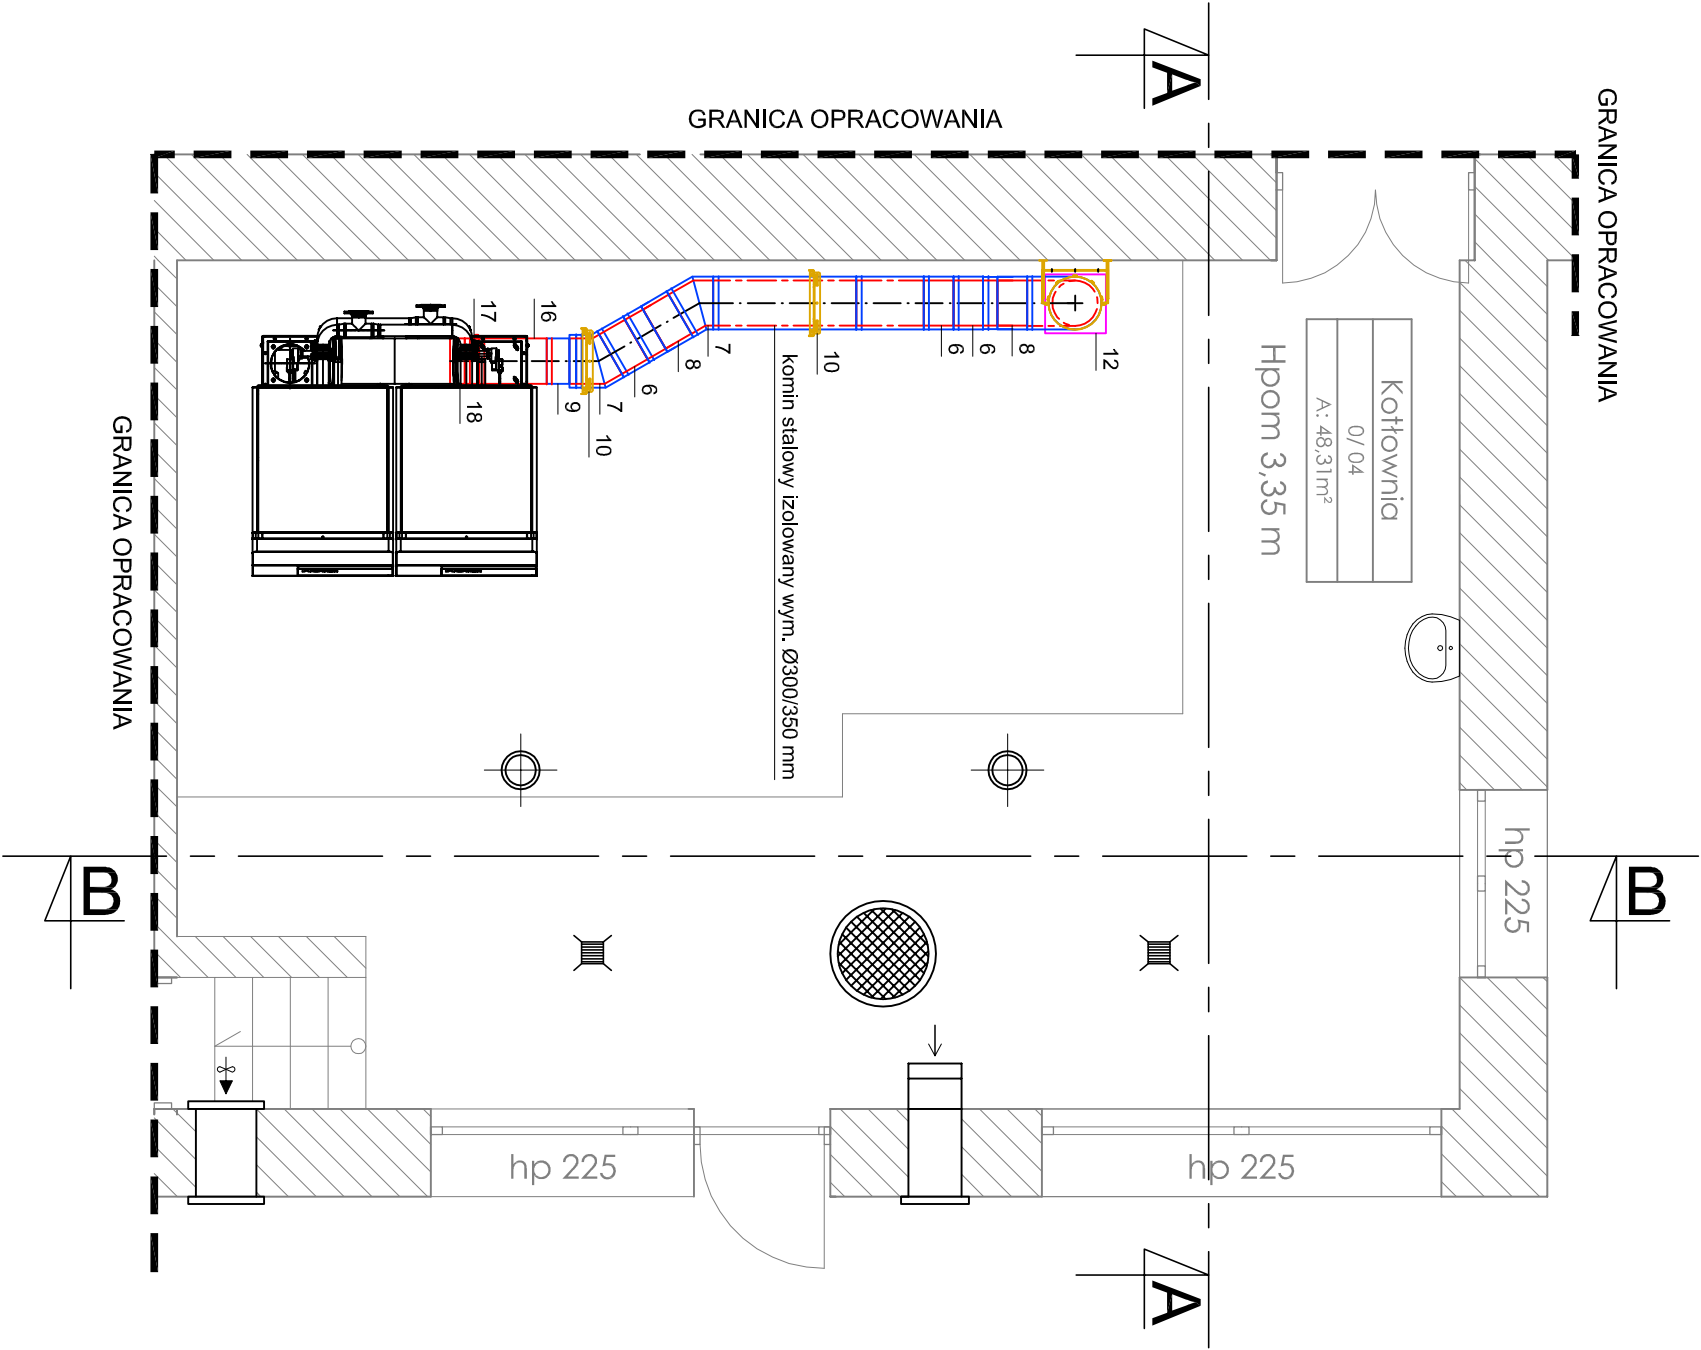 A
GRANICA OPRACOWANIA
GRANICA OPRACOWANIA
Kotłownia
0/ 04
A: 48,31m²
Hpom 3,35 m
17
16
18
9
10
7
6
8
7
10
6
6
8
12
komin stalowy izolowany wym. Ø300/350 mm
GRANICA OPRACOWANIA
B
B
hp 225
hp 225
hp 225
A